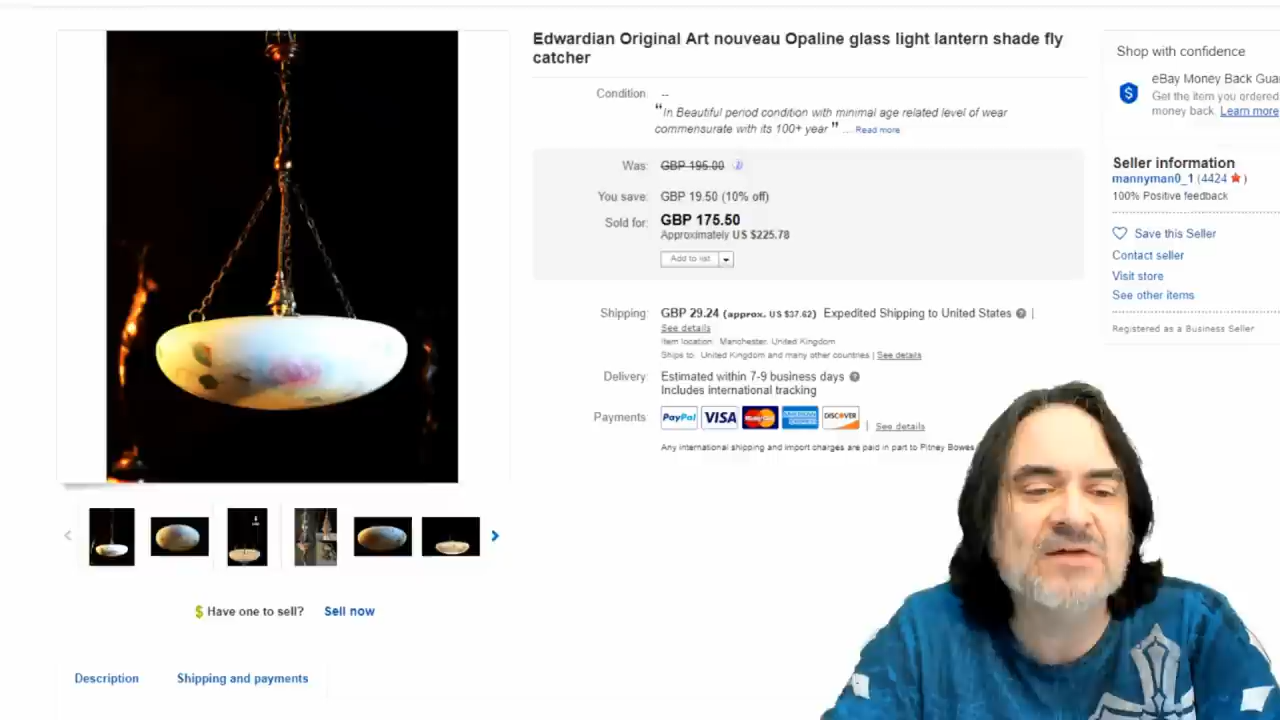 Edwardian Original Art nouveau Opaline glass light lantern shade fly
catcher
Condition: --
"In Beautiful period condition with minimal age related level of wear
commensurate with its 100+ year " ... Read more
Was: GBP 195.00
You save: GBP 19.50 (10% off)
Sold for: GBP 175.50
Approximately US $225.78
Add to list
Shipping: GBP 29.24 (approx. US $37.62) Expedited Shipping to United States |
See details
Item location: Manchester, United Kingdom
Ships to: United Kingdom and many other countries | See details
Delivery: Estimated within 7-9 business days
Includes international tracking
Payments: PayPal VISA MasterCard AMERICAN EXPRESS DISCOVER | See details
Any international shipping and import charges are paid in part to Pitney Bowes
Shop with confidence
eBay Money Back Gua
Get the item you ordered
money back. Learn more
Seller information
mannyman0_1 (4424 ★)
100% Positive feedback
Save this Seller
Contact seller
Visit store
See other items
Registered as a Business Seller
$ Have one to sell? Sell now
Description
Shipping and payments